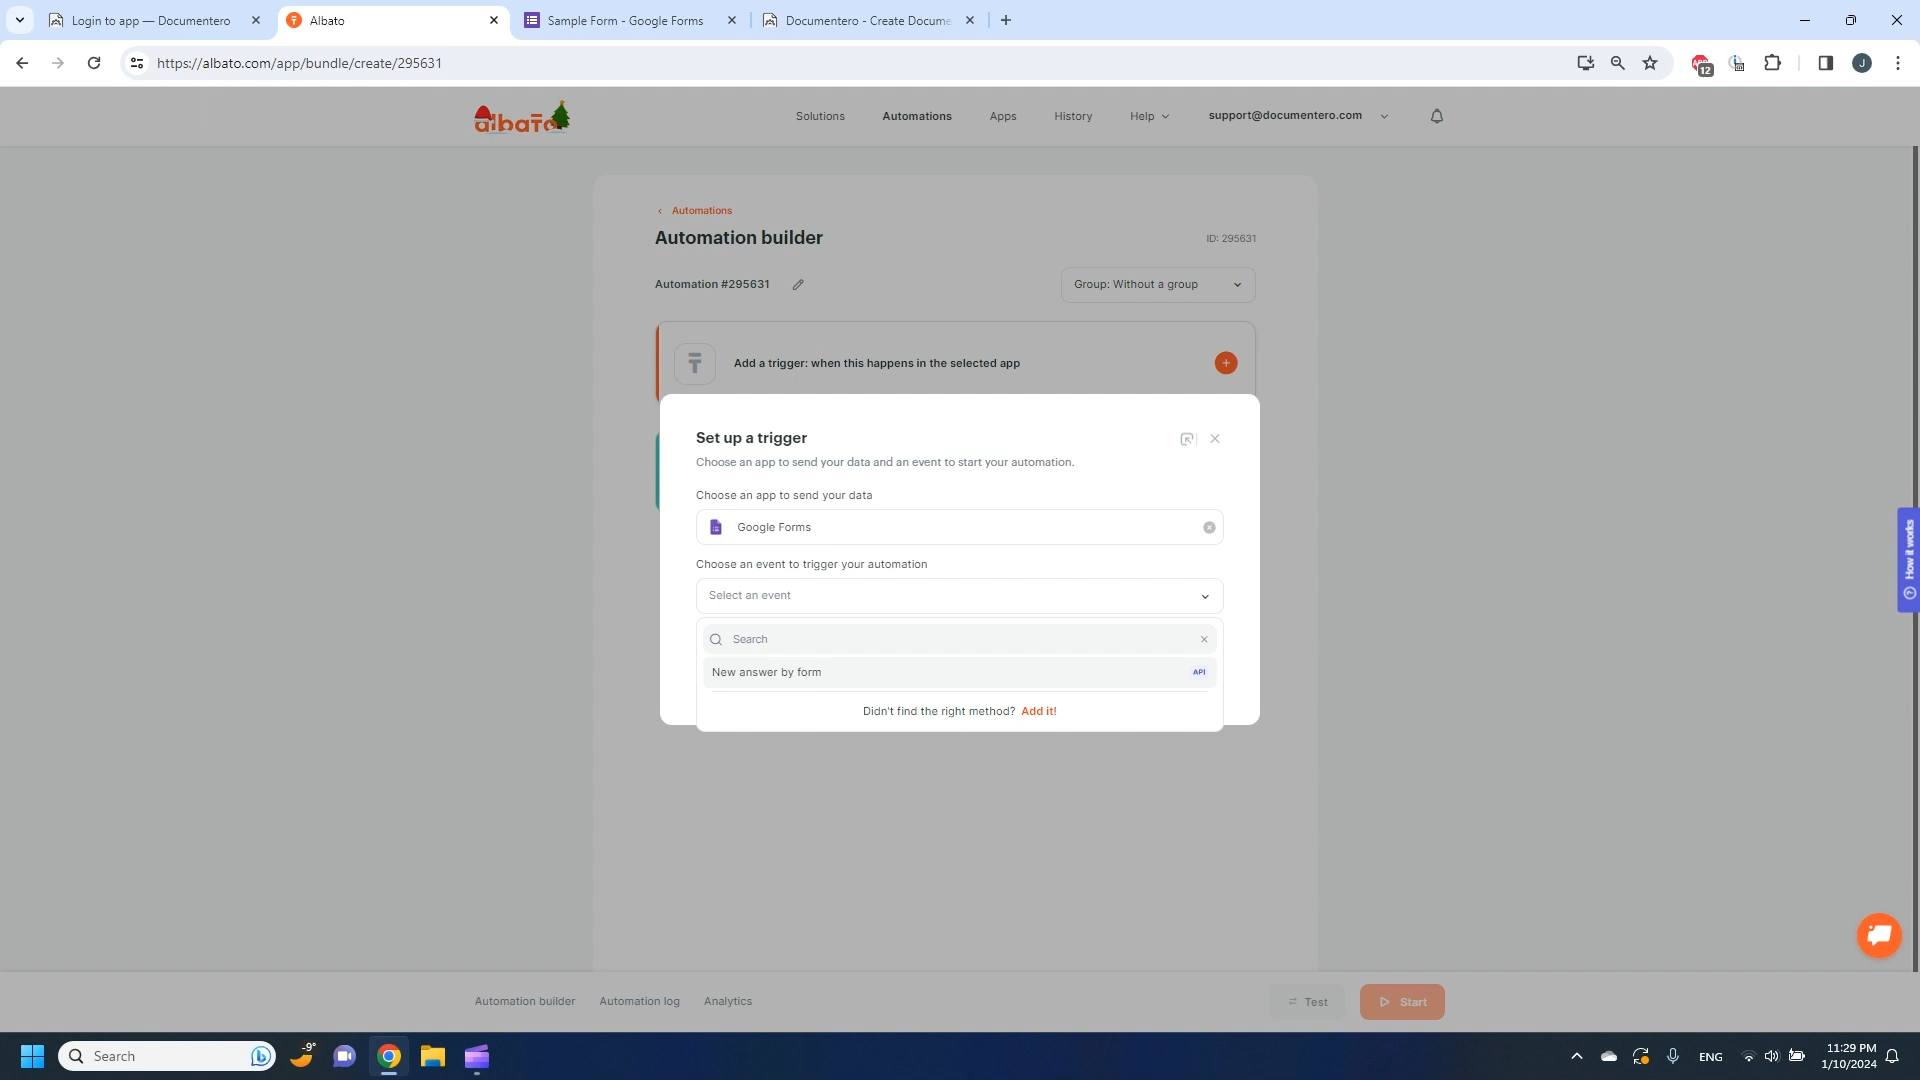 Login to app — Documentero
Albato
Sample Form - Google Forms
Documentero - Create Docume
https://albato.com/app/bundle/create/295631
12
J
albato
Solutions
Automations
Apps
History
Help
support@documentero.com
Automations
Automation builder
ID: 295631
Automation #295631
Group: Without a group
Add a trigger: when this happens in the selected app
Set up a trigger
Choose an app to send your data and an event to start your automation.
Choose an app to send your data
Google Forms
Choose an event to trigger your automation
Select an event
Search
New answer by form
API
Didn't find the right method? Add it!
How it works
Automation builder
Automation log
Analytics
Test
Start
Search
-9°
ENG
11:29 PM
1/10/2024